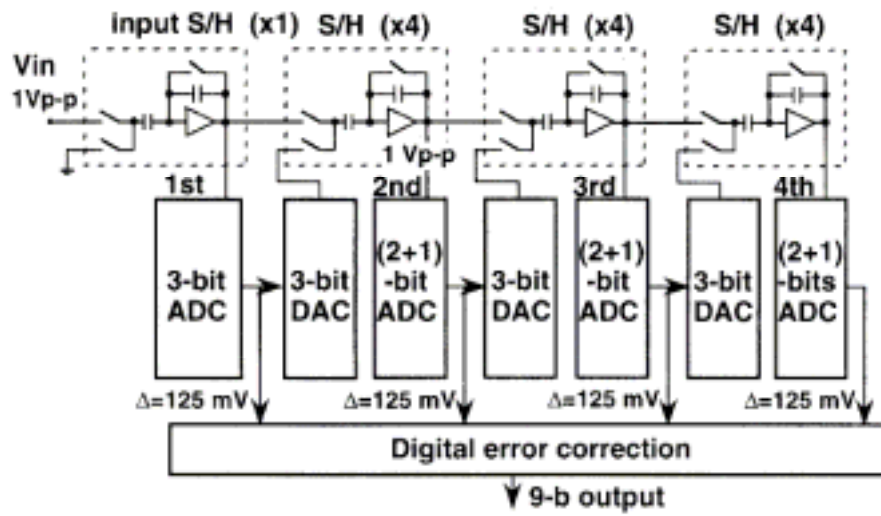 input S/H (x1) S/H (x4) S/H (x4) S/H (x4)
Vin
1Vp-p
1 Vp-p
1st 2nd 3rd 4th
3-bit ADC
3-bit DAC
(2+1) -bit ADC
3-bit DAC
(2+1) -bit ADC
3-bit DAC
(2+1) -bits ADC
Δ=125 mV Δ=125 mV Δ=125 mV Δ=125 mV
Digital error correction
9-b output